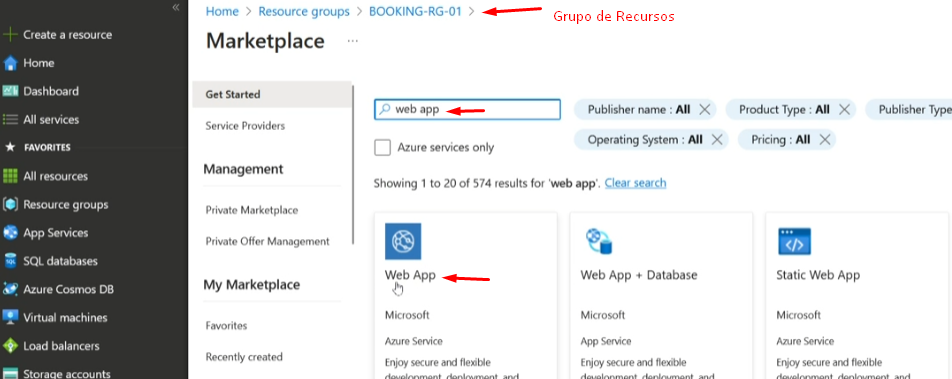 «
Create a resource
Home
Dashboard
All services
FAVORITES
All resources
Resource groups
App Services
SQL databases
Azure Cosmos DB
Virtual machines
Load balancers
Storage accounts
Home > Resource groups > BOOKING-RG-01 >
Grupo de Recursos
Marketplace ...
Get Started
Service Providers
Management
Private Marketplace
Private Offer Management
My Marketplace
Favorites
Recently created
web app
Publisher name : All
Product Type : All
Publisher Type
Azure services only
Operating System : All
Pricing : All
Showing 1 to 20 of 574 results for 'web app'. Clear search
Web App
Microsoft
Azure Service
Enjoy secure and flexible
development, deployment, and
Web App + Database
Microsoft
App Service
Enjoy secure and flexible
development, deployment, and
Static Web App
Microsoft
Azure Service
Enjoy secure and flexible
development, deployment, and